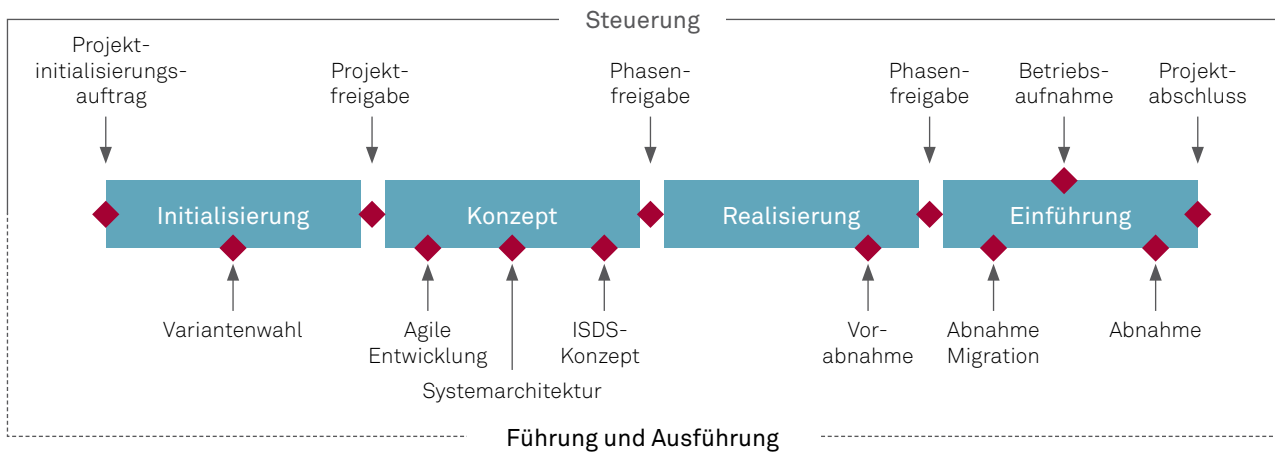 Steuerung
Projekt-
initialisierungs-
auftrag
Projekt-
freigabe
Phasen-
freigabe
Phasen-
freigabe
Betriebs-
aufnahme
Projekt-
abschluss
Initialisierung
Konzept
Realisierung
Einführung
Variantenwahl
Agile
Entwicklung
Systemarchitektur
ISDS-
Konzept
Vor-
abnahme
Abnahme
Migration
Abnahme
Führung und Ausführung